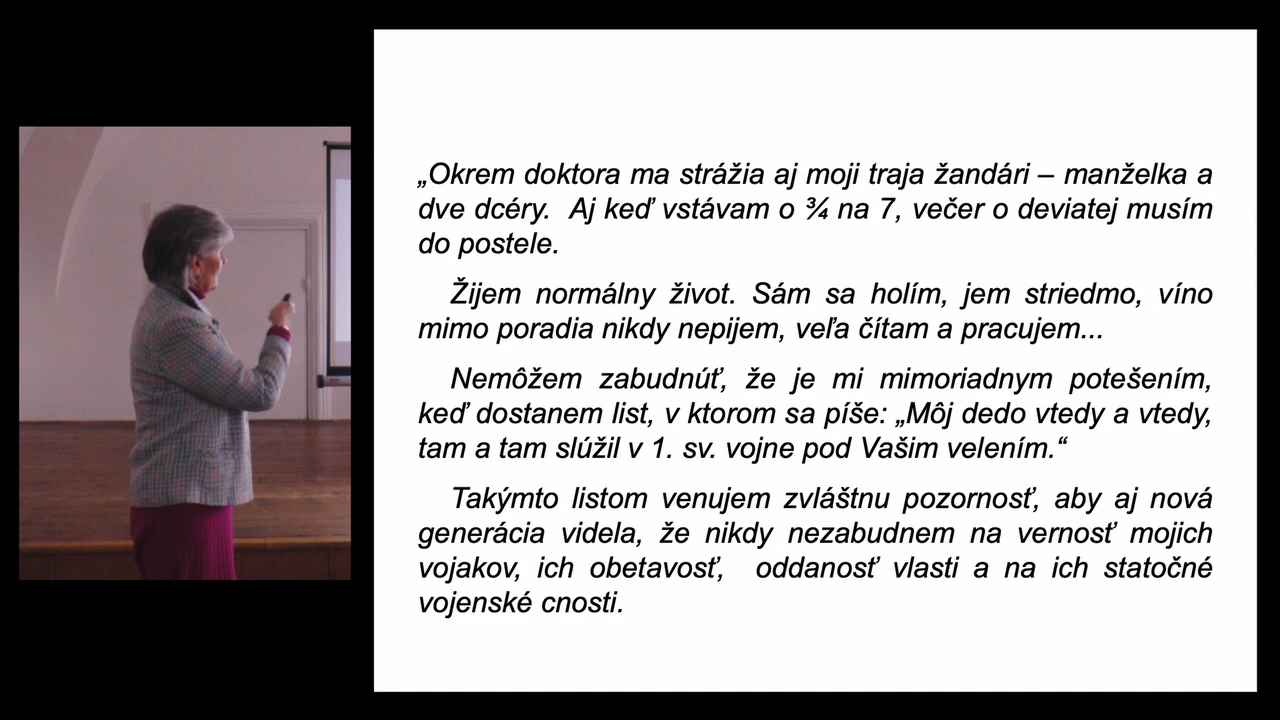 „Okrem doktora ma strážia aj moji traja žandári – manželka a
dve dcéry.  Aj keď vstávam o ¾ na 7, večer o deviatej musím
do postele.
Žijem normálny život. Sám sa holím, jem striedmo, víno
mimo poradia nikdy nepijem, veľa čítam a pracujem...
Nemôžem zabudnúť, že je mi mimoriadnym potešením,
keď dostanem list, v ktorom sa píše: „Môj dedo vtedy a vtedy,
tam a tam slúžil v 1. sv. vojne pod Vašim velením.“
Takýmto listom venujem zvláštnu pozornosť, aby aj nová
generácia videla, že nikdy nezabudnem na vernosť mojich
vojakov, ich obetavosť,  oddanosť vlasti a na ich statočné
vojenské cnosti.